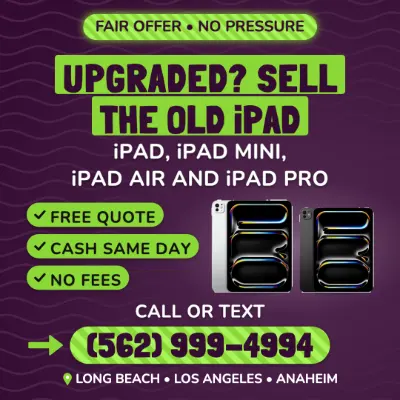 FAIR OFFER • NO PRESSURE
UPGRADED? SELL
THE OLD iPAD
iPAD, iPAD MINI,
iPAD AIR AND iPAD PRO
FREE QUOTE
CASH SAME DAY
NO FEES
CALL OR TEXT
(562) 999-4994
LONG BEACH • LOS ANGELES • ANAHEIM